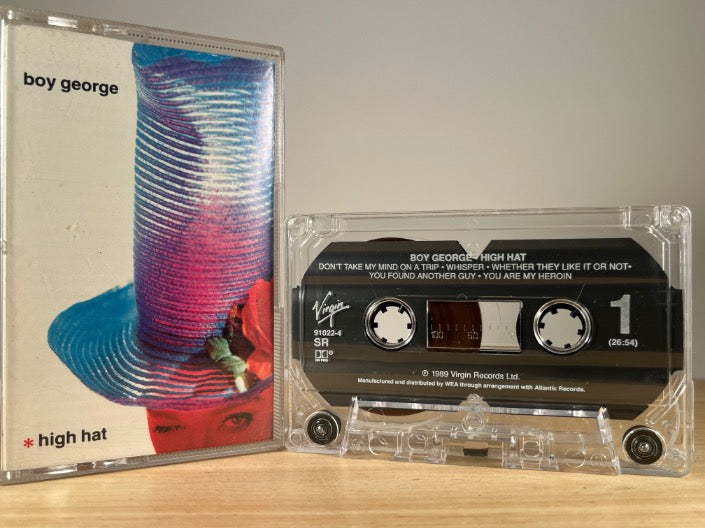 boy george
* high hat
BOY GEORGE • HIGH HAT
DON'T TAKE MY MIND ON A TRIP • WHISPER • WHETHER THEY LIKE IT OR NOT •
YOU FOUND ANOTHER GUY • YOU ARE MY HEROIN
Virgin
91022-4
SR
1
(26:54)
100 50
℗ 1989 Virgin Records Ltd.
Manufactured and distributed by WEA through arrangement with Atlantic Records.